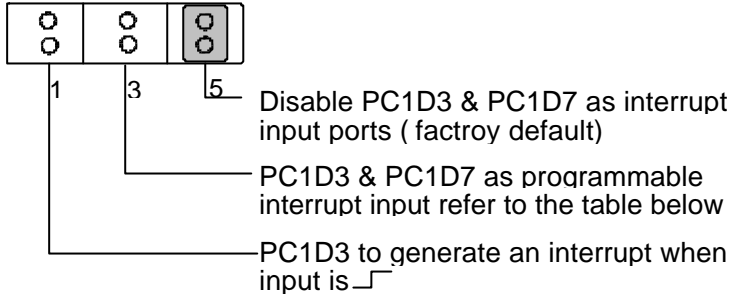 1 3 5
Disable PC1D3 & PC1D7 as interrupt
input ports ( factroy default)
PC1D3 & PC1D7 as programmable
interrupt input refer to the table below
PC1D3 to generate an interrupt when
input is